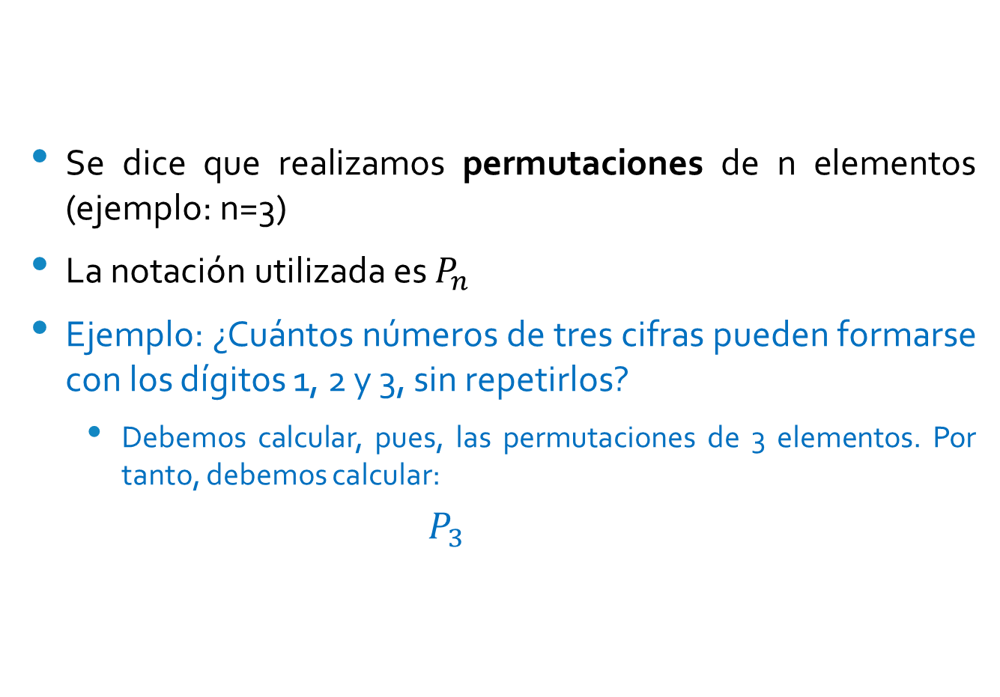 • Se dice que realizamos permutaciones de n elementos
(ejemplo: n=3)
• La notación utilizada es Pₙ
• Ejemplo: ¿Cuántos números de tres cifras pueden formarse
con los dígitos 1, 2 y 3, sin repetirlos?
• Debemos calcular, pues, las permutaciones de 3 elementos. Por
tanto, debemos calcular:
P₃